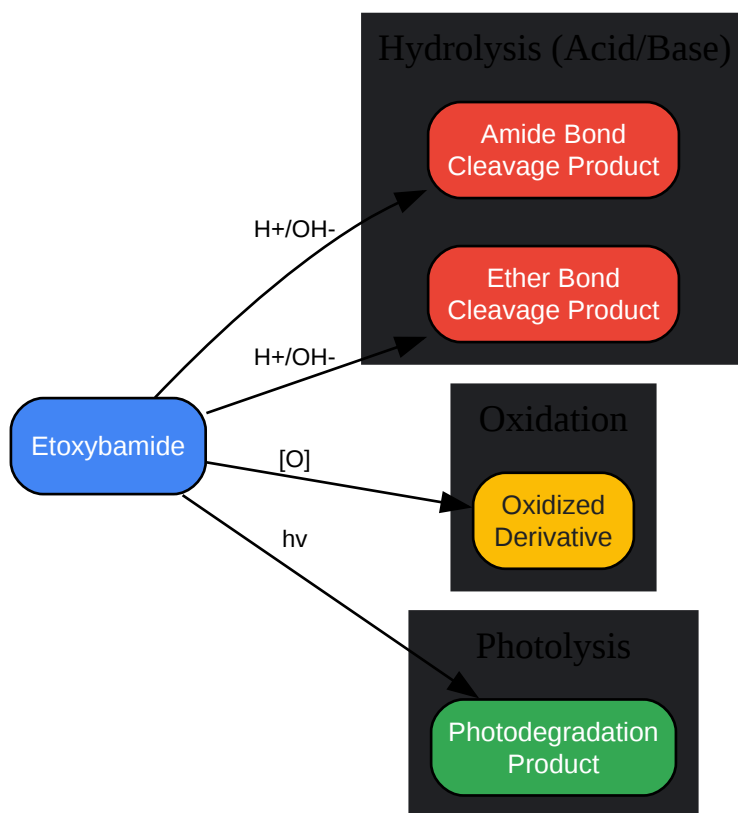 Hydrolysis (Acid/Base)
Amide Bond
Cleavage Product
H+/OH-
Ether Bond
Cleavage Product
H+/OH-
Etoxybamide
Oxidation
[O]
Oxidized
Derivative
hv
Photolysis
Photodegradation
Product